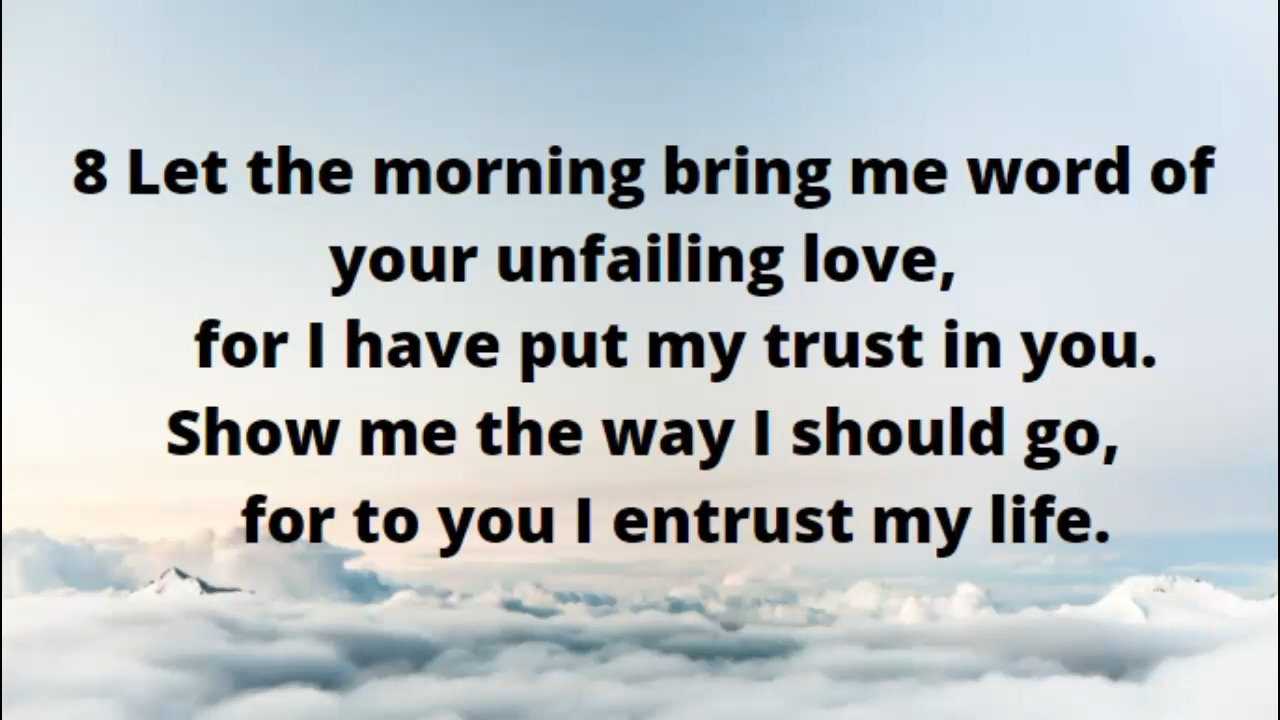 8 Let the morning bring me word of
your unfailing love,
for I have put my trust in you.
Show me the way I should go,
for to you I entrust my life.